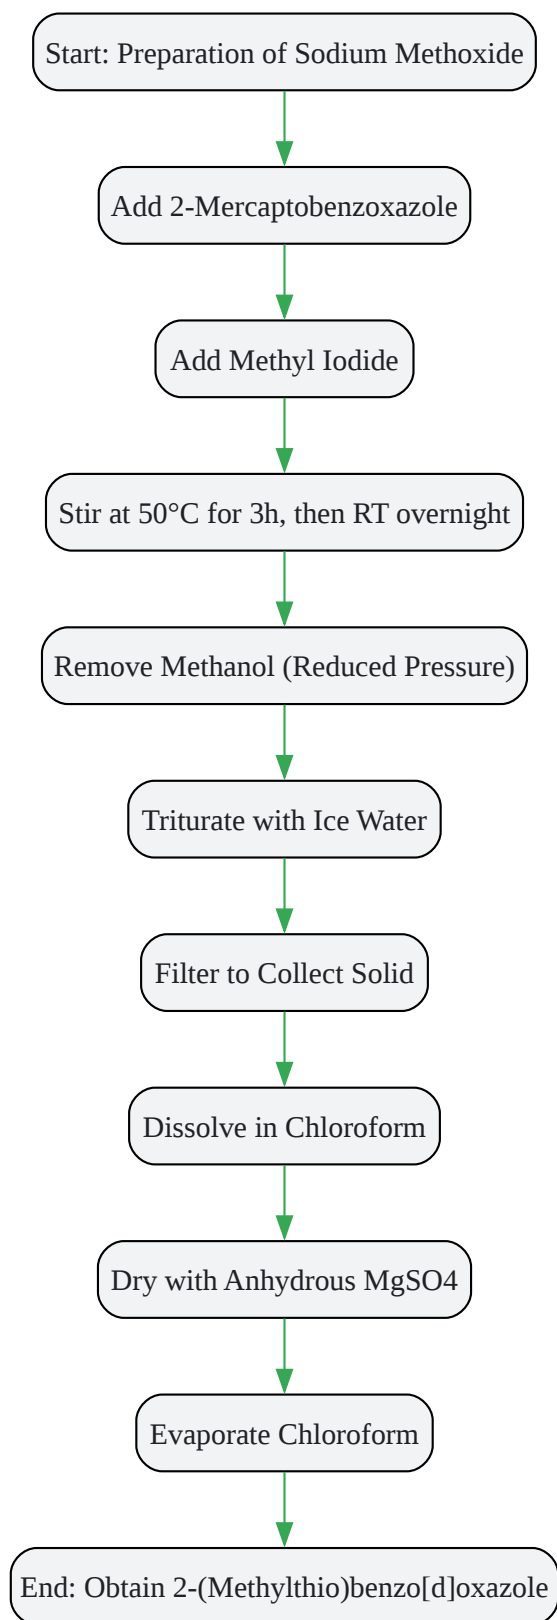 Start: Preparation of Sodium Methoxide
Add 2-Mercaptobenzoxazole
Add Methyl Iodide
Stir at 50°C for 3h, then RT overnight
Remove Methanol (Reduced Pressure)
Triturate with Ice Water
Filter to Collect Solid
Dissolve in Chloroform
Dry with Anhydrous MgSO4
Evaporate Chloroform
End: Obtain 2-(Methylthio)benzo[d]oxazole